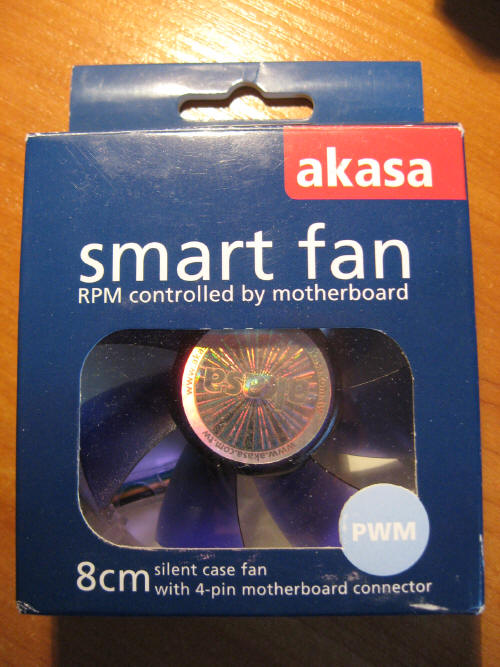 akasa
smart fan
RPM controlled by motherboard
akasa
www.akasa.com.tw
PWM
8cm
silent case fan
with 4-pin motherboard connector